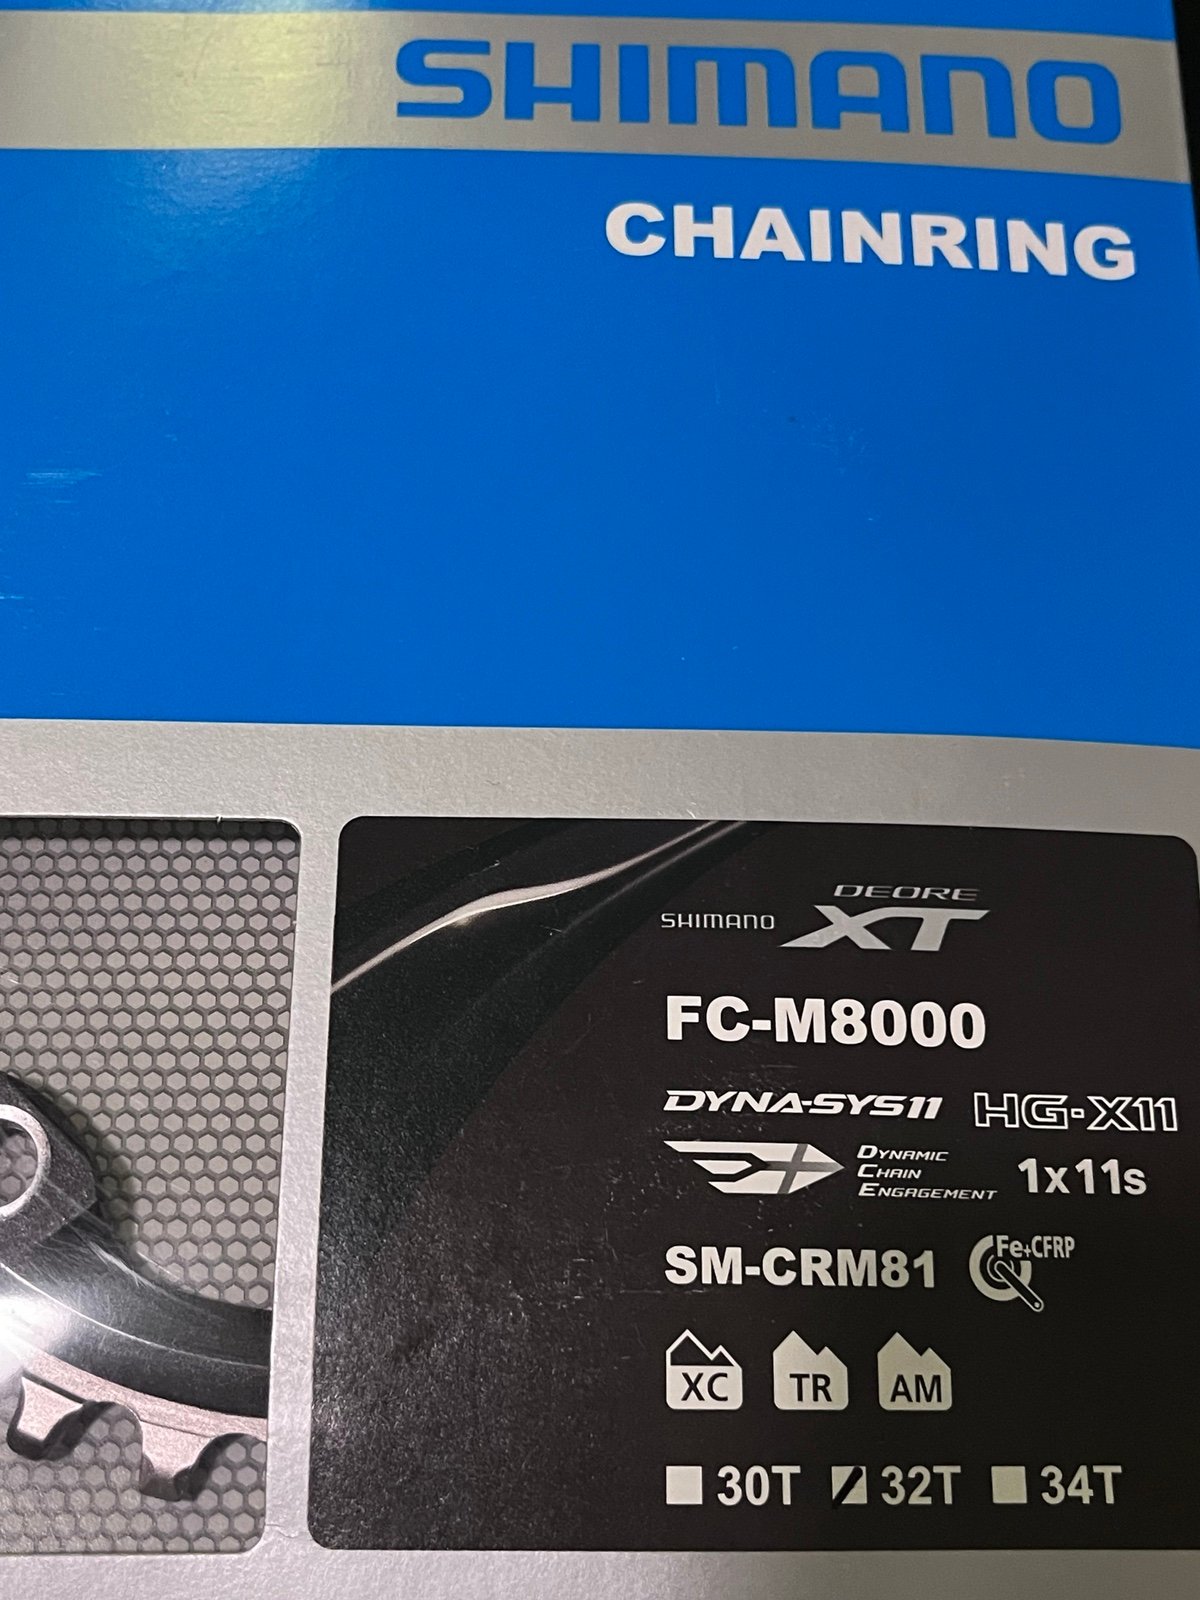 SHIMANO
CHAINRING
DEORE
SHIMANO XT
FC-M8000
DYNA-SYS11 HG-X11
DYNAMIC
CHAIN
ENGAGEMENT
1x11s
SM-CRM81 Fe+CFRP
XC TR AM
30T 32T 34T